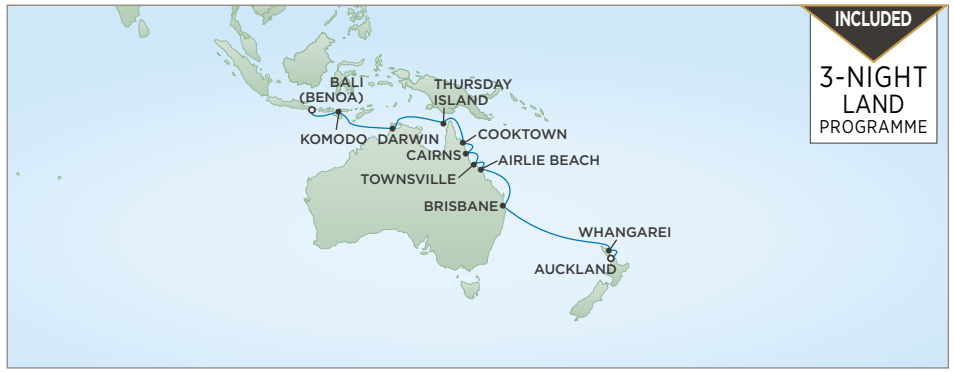 INCLUDED
3-NIGHT
LAND
PROGRAMME
BALI
(BENOA)
THURSDAY
ISLAND
KOMODO
DARWIN
COOKTOWN
CAIRNS
AIRLIE BEACH
TOWNSVILLE
BRISBANE
WHANGAREI
AUCKLAND